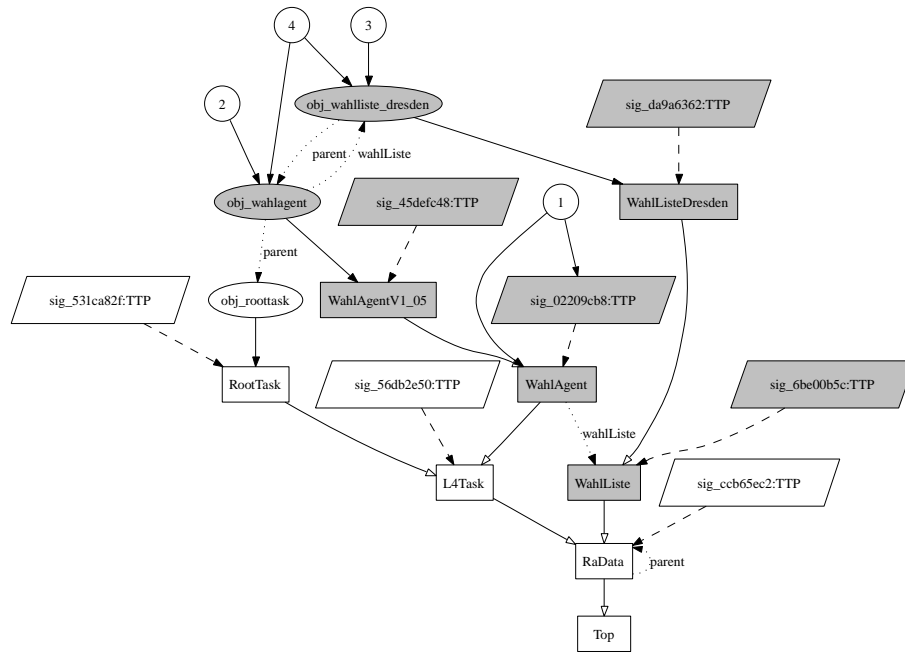 4
3
2
obj_wahlliste_dresden
sig_da9a6362:TTP
parent
wahlListe
obj_wahlagent
sig_45defc48:TTP
1
WahlListeDresden
parent
sig_531ca82f:TTP
obj_roottask
WahlAgentV1_05
sig_02209cb8:TTP
RootTask
sig_56db2e50:TTP
WahlAgent
sig_6be00b5c:TTP
wahlListe
L4Task
WahlListe
sig_ccb65ec2:TTP
RaData
parent
Top